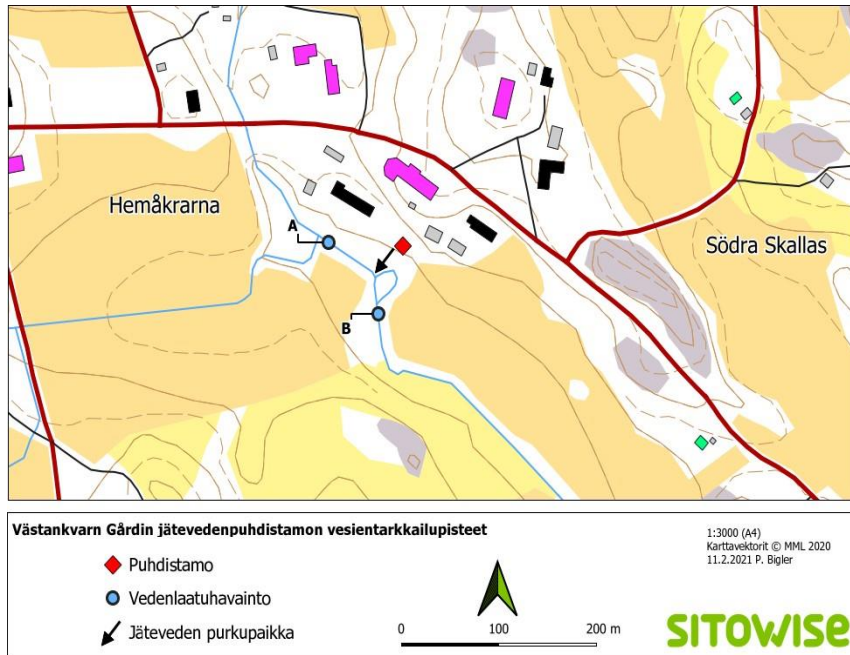 Hemåkrarna
A
Södra Skallas
B
Västankvarn Gårdin jätevedenpuhdistamon vesientarkkailupisteet
Puhdistamo
Vedenlaatuhavainto
Jäteveden purkupaikka
0 100 200 m
1:3000 (A4)
Karttavektorit © MML 2020
11.2.2021 P. Bigler
SITOWISE